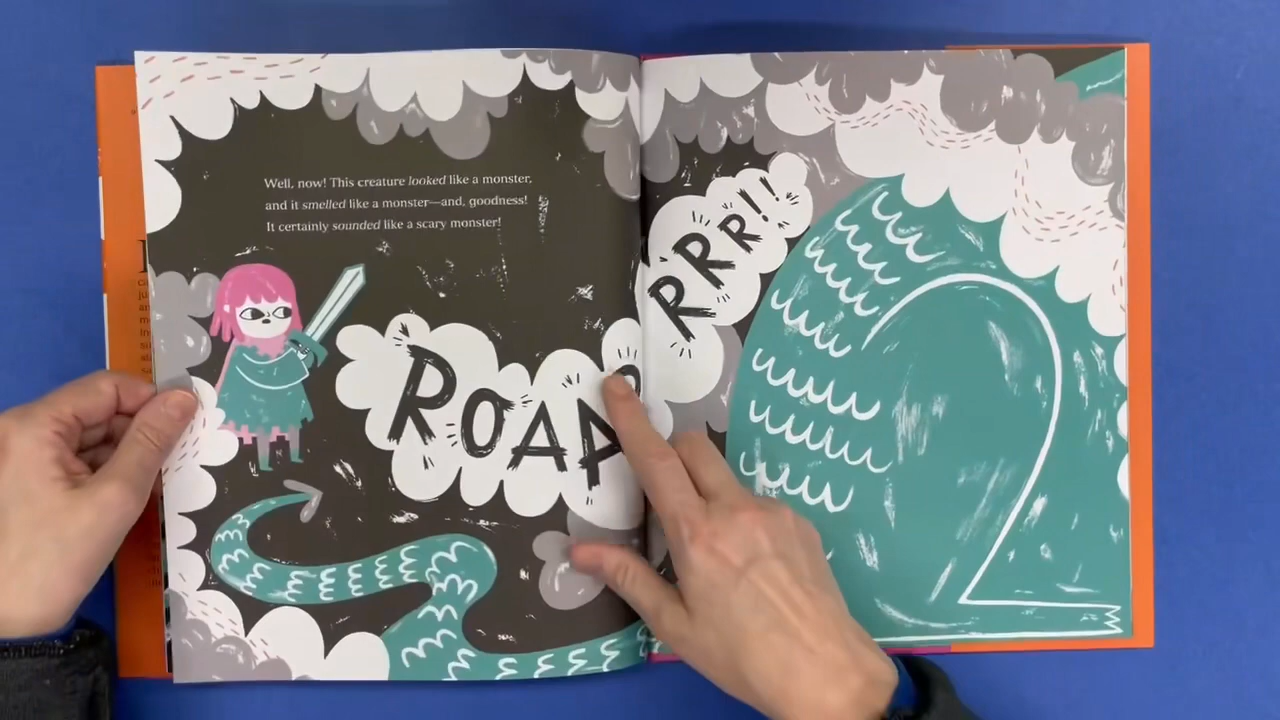 Well, now! This creature looked like a monster,
and it smelled like a monster—and, goodness!
It certainly sounded like a scary monster!
ROAR
RRR!!